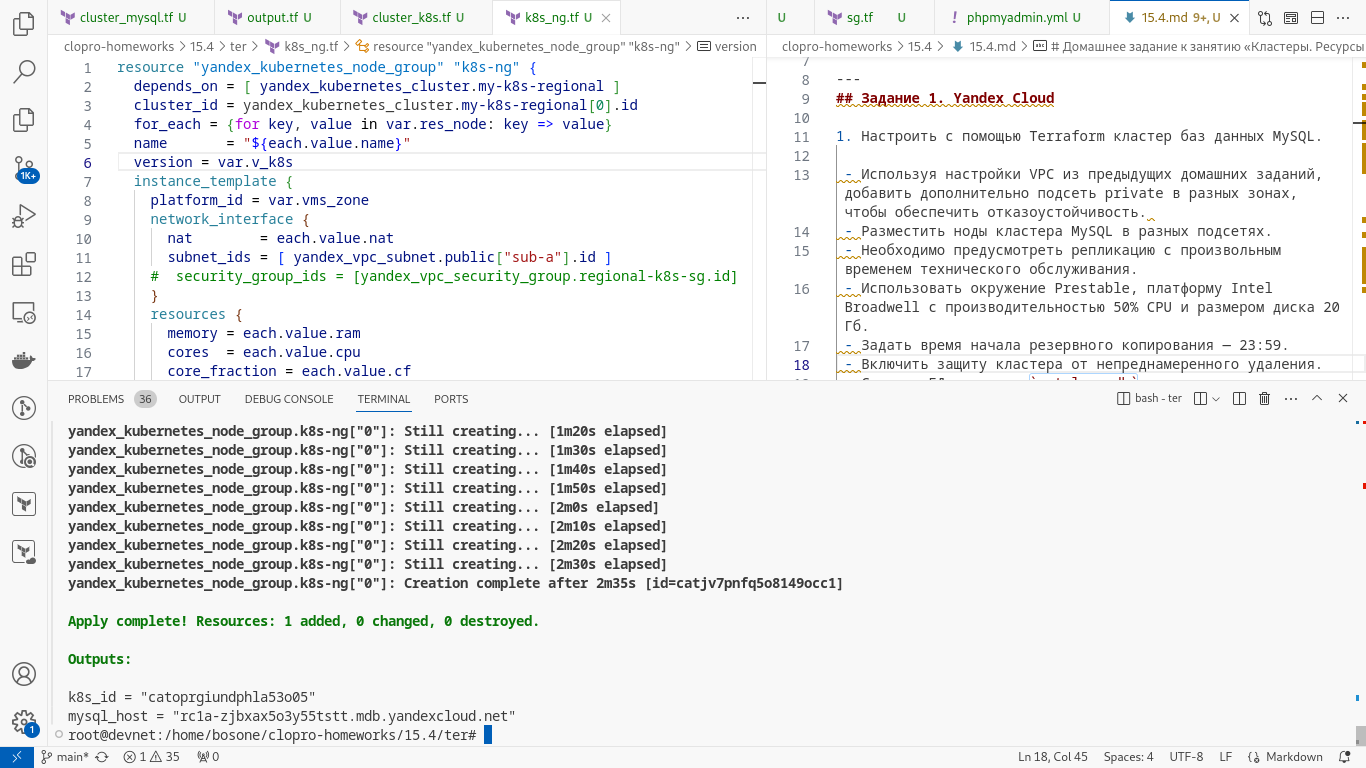 cluster_mysql.tf U
output.tf U
cluster_k8s.tf U
k8s_ng.tf U
U
sg.tf U
phpmyadmin.yml U
15.4.md 9+, U
clopro-homeworks > 15.4 > ter > k8s_ng.tf > resource "yandex_kubernetes_node_group" "k8s-ng" > version
1 resource "yandex_kubernetes_node_group" "k8s-ng" {
2 depends_on = [ yandex_kubernetes_cluster.my-k8s-regional ]
3 cluster_id = yandex_kubernetes_cluster.my-k8s-regional[0].id
4 for_each = {for key, value in var.res_node: key => value}
5 name       = "${each.value.name}"
6 version = var.v_k8s
7 instance_template {
8 platform_id = var.vms_zone
9 network_interface {
10 nat        = each.value.nat
11 subnet_ids = [ yandex_vpc_subnet.public["sub-a"].id ]
12 #  security_group_ids = [yandex_vpc_security_group.regional-k8s-sg.id]
13 }
14 resources {
15 memory = each.value.ram
16 cores  = each.value.cpu
17 core_fraction = each.value.cf
clopro-homeworks > 15.4 > 15.4.md > # Домашнее задание к занятию «Кластеры. Ресурсы
7
8 ---
9 ## Задание 1. Yandex Cloud
10
11 1. Настроить с помощью Terraform кластер баз данных MySQL.
12
13 - Используя настройки VPC из предыдущих домашних заданий,
добавить дополнительно подсеть private в разных зонах,
чтобы обеспечить отказоустойчивость.
14 - Разместить ноды кластера MySQL в разных подсетях.
15 - Необходимо предусмотреть репликацию с произвольным
временем технического обслуживания.
16 - Использовать окружение Prestable, платформу Intel
Broadwell с производительностью 50% CPU и размером диска 20
Гб.
17 - Задать время начала резервного копирования — 23:59.
18 - Включить защиту кластера от непреднамеренного удаления.
PROBLEMS 36 OUTPUT DEBUG CONSOLE TERMINAL PORTS
bash - ter
yandex_kubernetes_node_group.k8s-ng["0"]: Still creating... [1m20s elapsed]
yandex_kubernetes_node_group.k8s-ng["0"]: Still creating... [1m30s elapsed]
yandex_kubernetes_node_group.k8s-ng["0"]: Still creating... [1m40s elapsed]
yandex_kubernetes_node_group.k8s-ng["0"]: Still creating... [1m50s elapsed]
yandex_kubernetes_node_group.k8s-ng["0"]: Still creating... [2m0s elapsed]
yandex_kubernetes_node_group.k8s-ng["0"]: Still creating... [2m10s elapsed]
yandex_kubernetes_node_group.k8s-ng["0"]: Still creating... [2m20s elapsed]
yandex_kubernetes_node_group.k8s-ng["0"]: Still creating... [2m30s elapsed]
yandex_kubernetes_node_group.k8s-ng["0"]: Creation complete after 2m35s [id=catjv7pnfq5o8149occ1]
Apply complete! Resources: 1 added, 0 changed, 0 destroyed.
Outputs:
k8s_id = "catoprgiundphla53o05"
mysql_host = "rc1a-zjbxax5o3y55tstt.mdb.yandexcloud.net"
root@devnet:/home/bosone/clopro-homeworks/15.4/ter#
1K+
1
main* 1 35 0
Ln 18, Col 45 Spaces: 4 UTF-8 LF Markdown